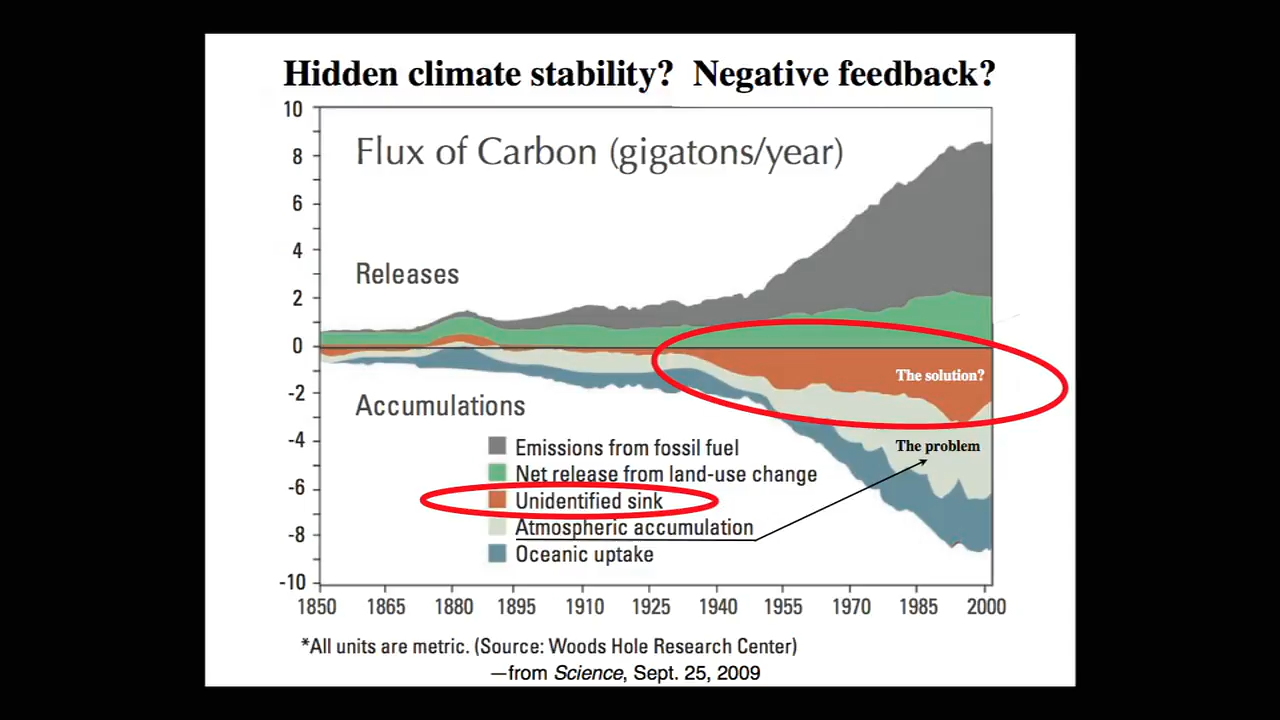 Hidden climate stability? Negative feedback?
10
8
6
4
2
0
-2
-4
-6
-8
-10
Flux of Carbon (gigatons/year)
Releases
Accumulations
The solution?
The problem
Emissions from fossil fuel
Net release from land-use change
Unidentified sink
Atmospheric accumulation
Oceanic uptake
1850 1865 1880 1895 1910 1925 1940 1955 1970 1985 2000
*All units are metric. (Source: Woods Hole Research Center)
—from Science, Sept. 25, 2009